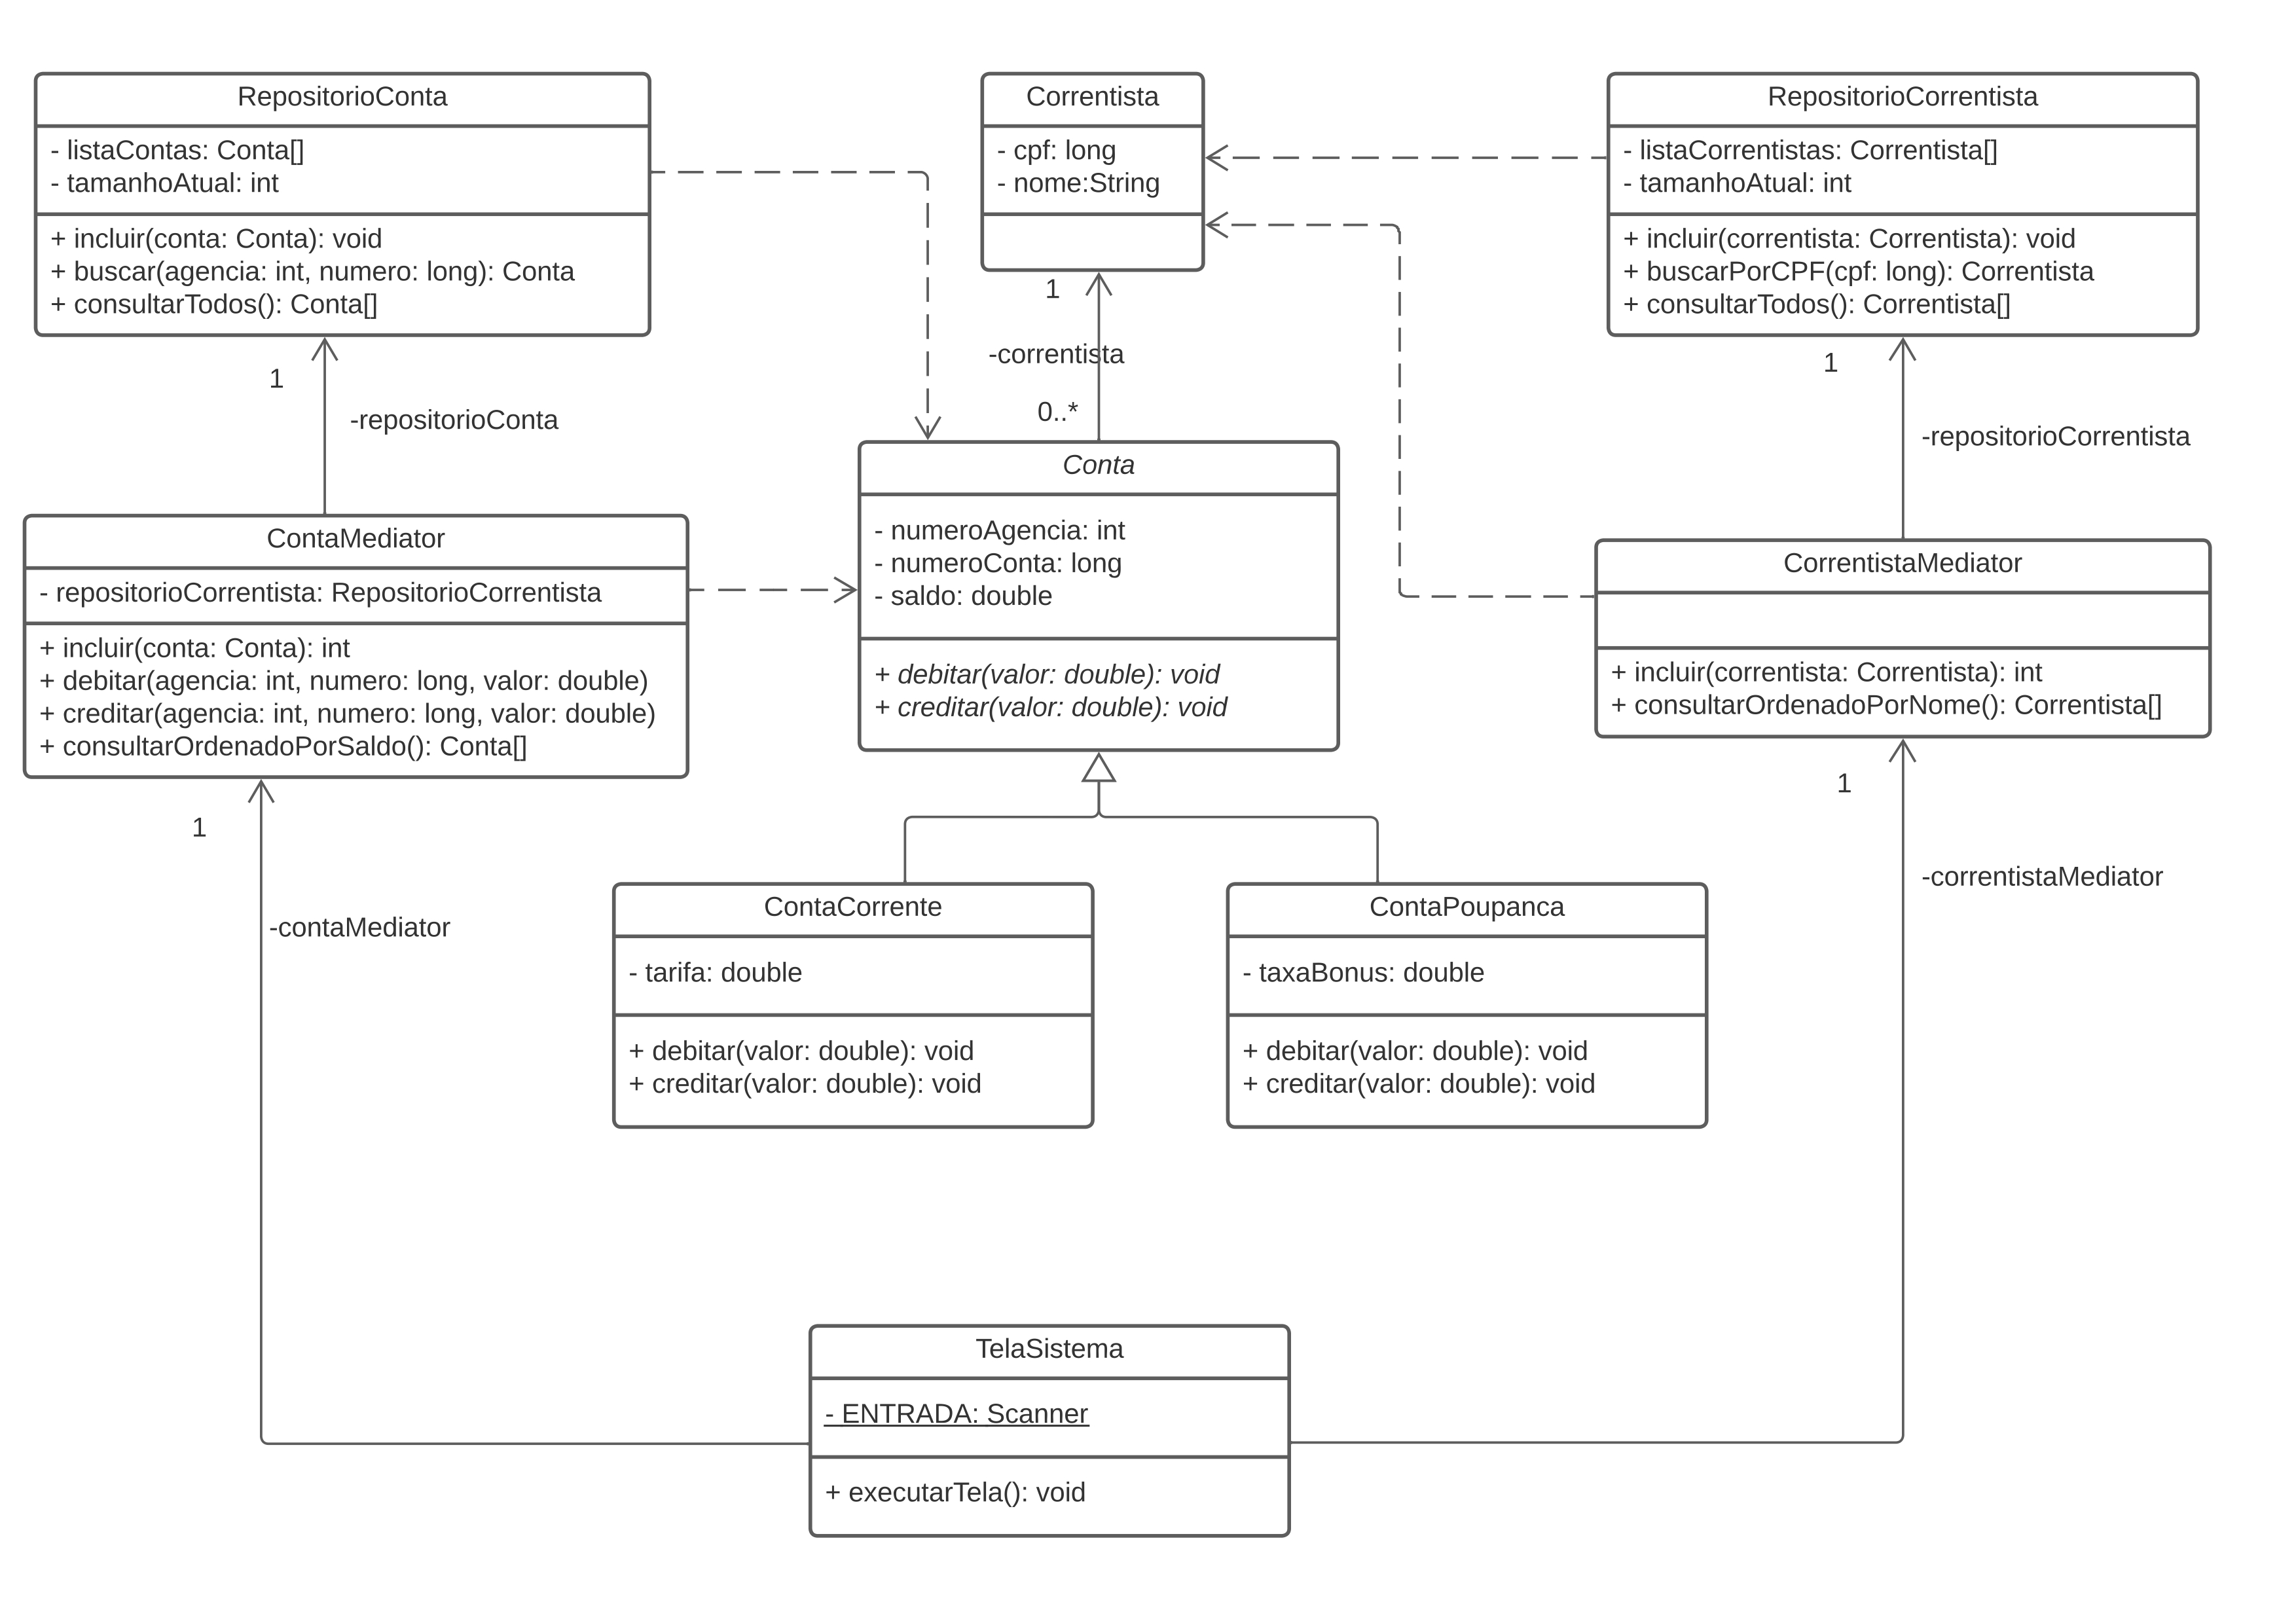 RepositorioConta
- listaContas: Conta[]
- tamanhoAtual: int
+ incluir(conta: Conta): void
+ buscar(agencia: int, numero: long): Conta
+ consultarTodos(): Conta[]
Correntista
- cpf: long
- nome:String
RepositorioCorrentista
- listaCorrentistas: Correntista[]
- tamanhoAtual: int
+ incluir(correntista: Correntista): void
+ buscarPorCPF(cpf: long): Correntista
+ consultarTodos(): Correntista[]
1
-repositorioConta
1
-correntista
0..*
1
-repositorioCorrentista
ContaMediator
- repositorioCorrentista: RepositorioCorrentista
+ incluir(conta: Conta): int
+ debitar(agencia: int, numero: long, valor: double)
+ creditar(agencia: int, numero: long, valor: double)
+ consultarOrdenadoPorSaldo(): Conta[]
Conta
- numeroAgencia: int
- numeroConta: long
- saldo: double
+ debitar(valor: double): void
+ creditar(valor: double): void
CorrentistaMediator
+ incluir(correntista: Correntista): int
+ consultarOrdenadoPorNome(): Correntista[]
1
-contaMediator
1
-correntistaMediator
ContaCorrente
- tarifa: double
+ debitar(valor: double): void
+ creditar(valor: double): void
ContaPoupanca
- taxaBonus: double
+ debitar(valor: double): void
+ creditar(valor: double): void
TelaSistema
- ENTRADA: Scanner
+ executarTela(): void